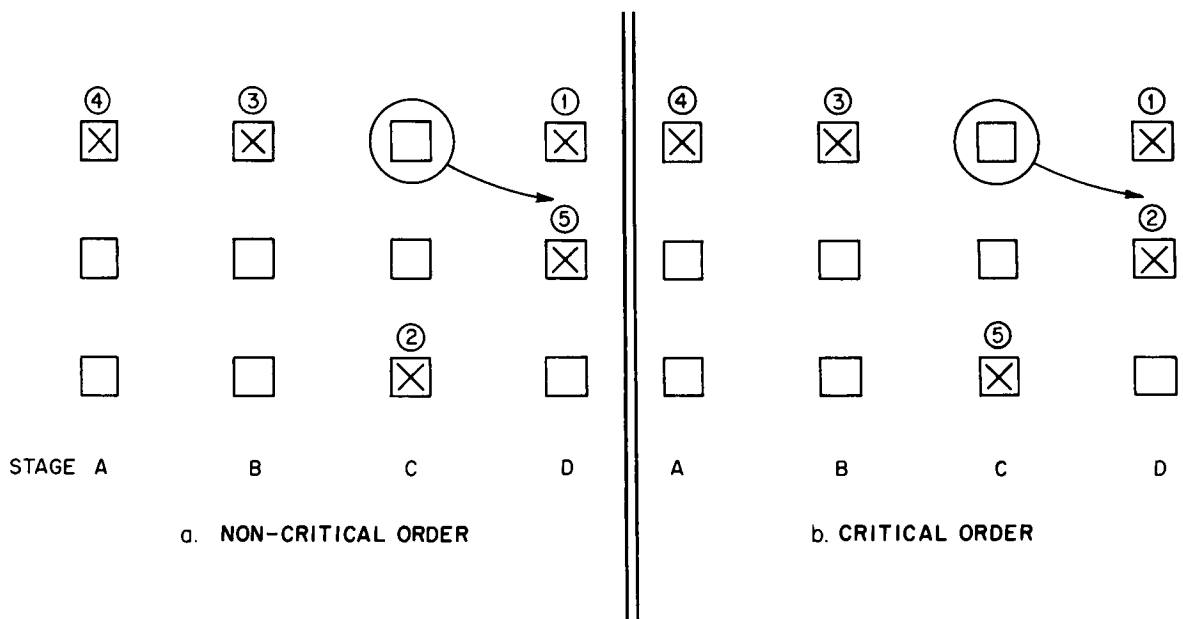 ④ ③ ① ④ ③ ①
⑤ ②
② ⑤
STAGE A B C D A B C D
a. NON-CRITICAL ORDER b. CRITICAL ORDER